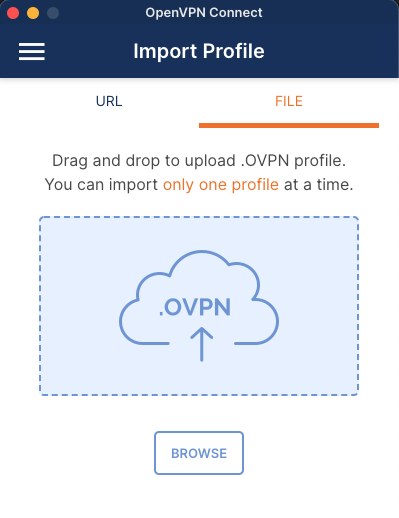 OpenVPN Connect
Import Profile
URL
FILE
Drag and drop to upload .OVPN profile.
You can import only one profile at a time.
.OVPN
BROWSE